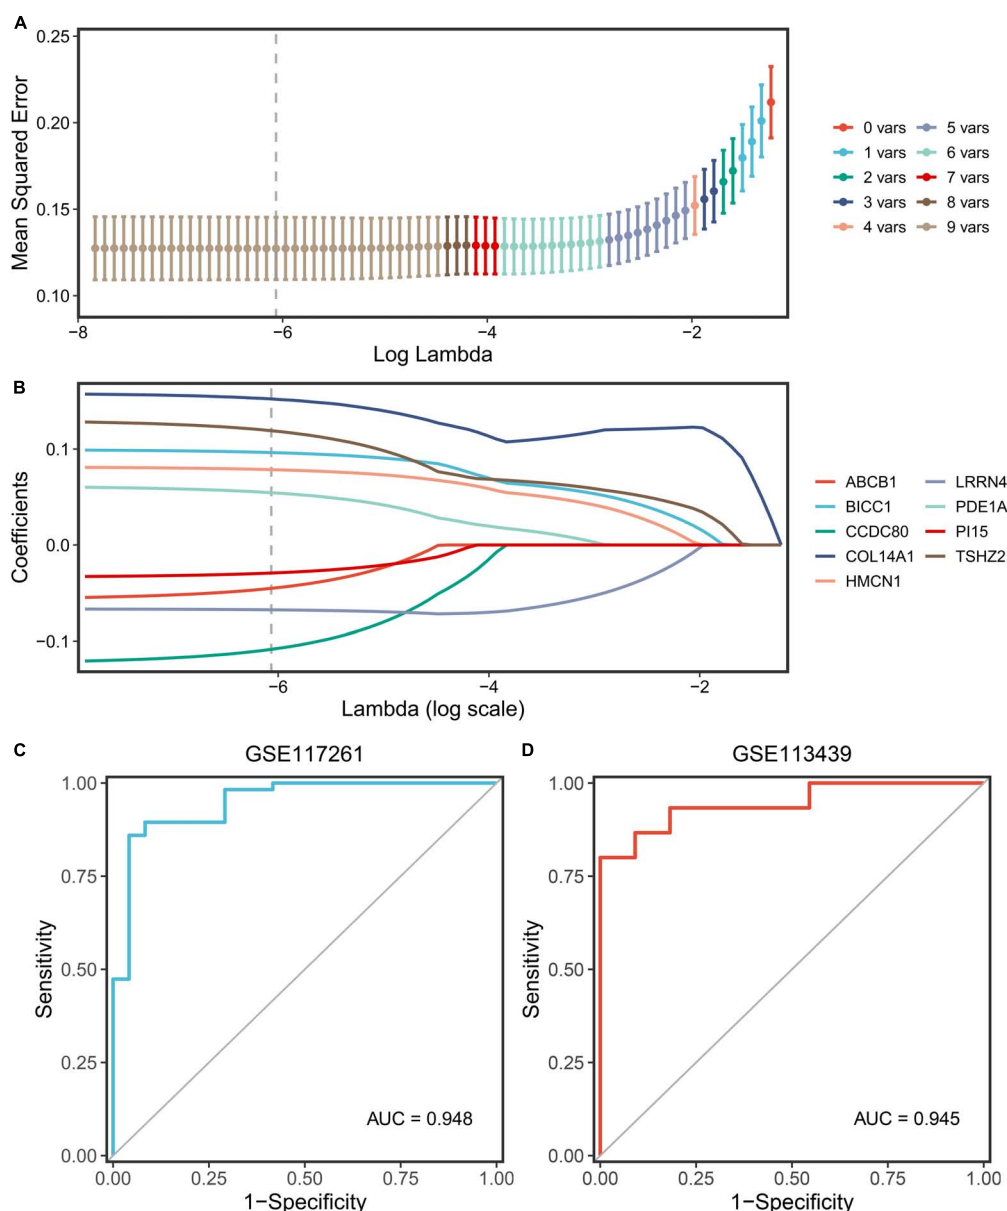 A
0.25
0.20
0.15
0.10
Mean Squared Error
−8
−6
−4
−2
Log Lambda
0 vars 5 vars
1 vars 6 vars
2 vars 7 vars
3 vars 8 vars
4 vars 9 vars
B
0.1
0.0
−0.1
Coefficients
−6
−4
−2
Lambda (log scale)
ABCB1 LRRN4
BICC1 PDE1A
CCDC80 PI15
COL14A1 TSHZ2
HMCN1
C
GSE117261
1.00
0.75
0.50
0.25
0.00
Sensitivity
AUC = 0.948
0.00 0.25 0.50 0.75 1.00
1−Specificity
D
GSE113439
1.00
0.75
0.50
0.25
0.00
Sensitivity
AUC = 0.945
0.00 0.25 0.50 0.75 1.00
1−Specificity